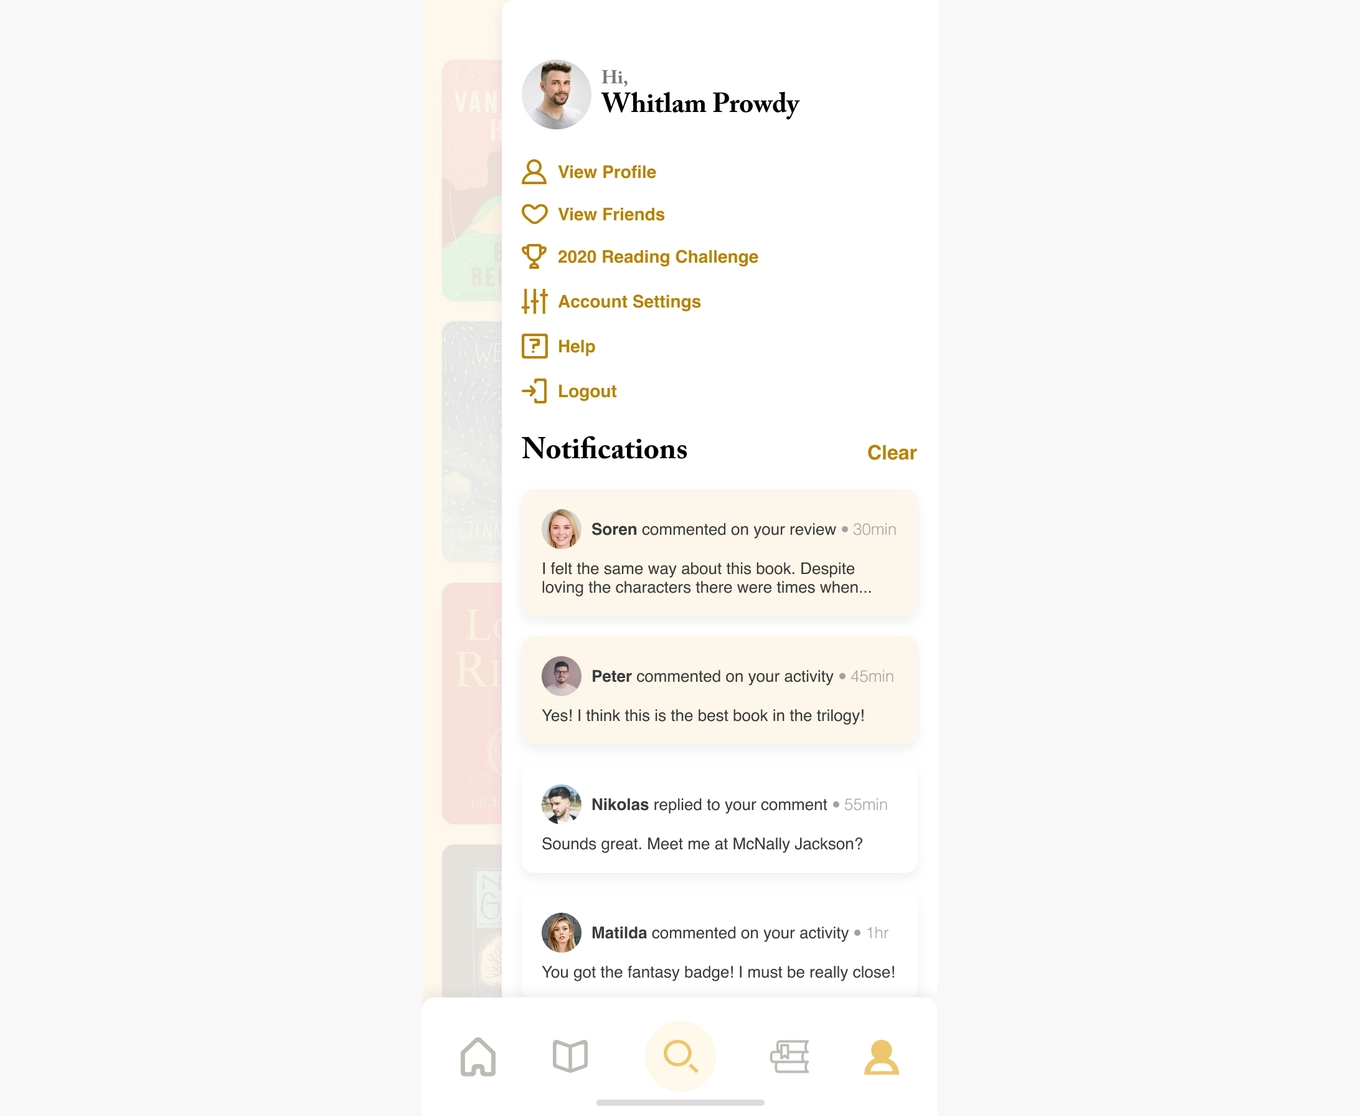 Hi,
Whitlam Prowdy
View Profile
View Friends
2020 Reading Challenge
Account Settings
Help
Logout
Notifications
Clear
Soren commented on your review • 30min
I felt the same way about this book. Despite
loving the characters there were times when...
Peter commented on your activity • 45min
Yes! I think this is the best book in the trilogy!
Nikolas replied to your comment • 55min
Sounds great. Meet me at McNally Jackson?
Matilda commented on your activity • 1hr
You got the fantasy badge! I must be really close!
VAN